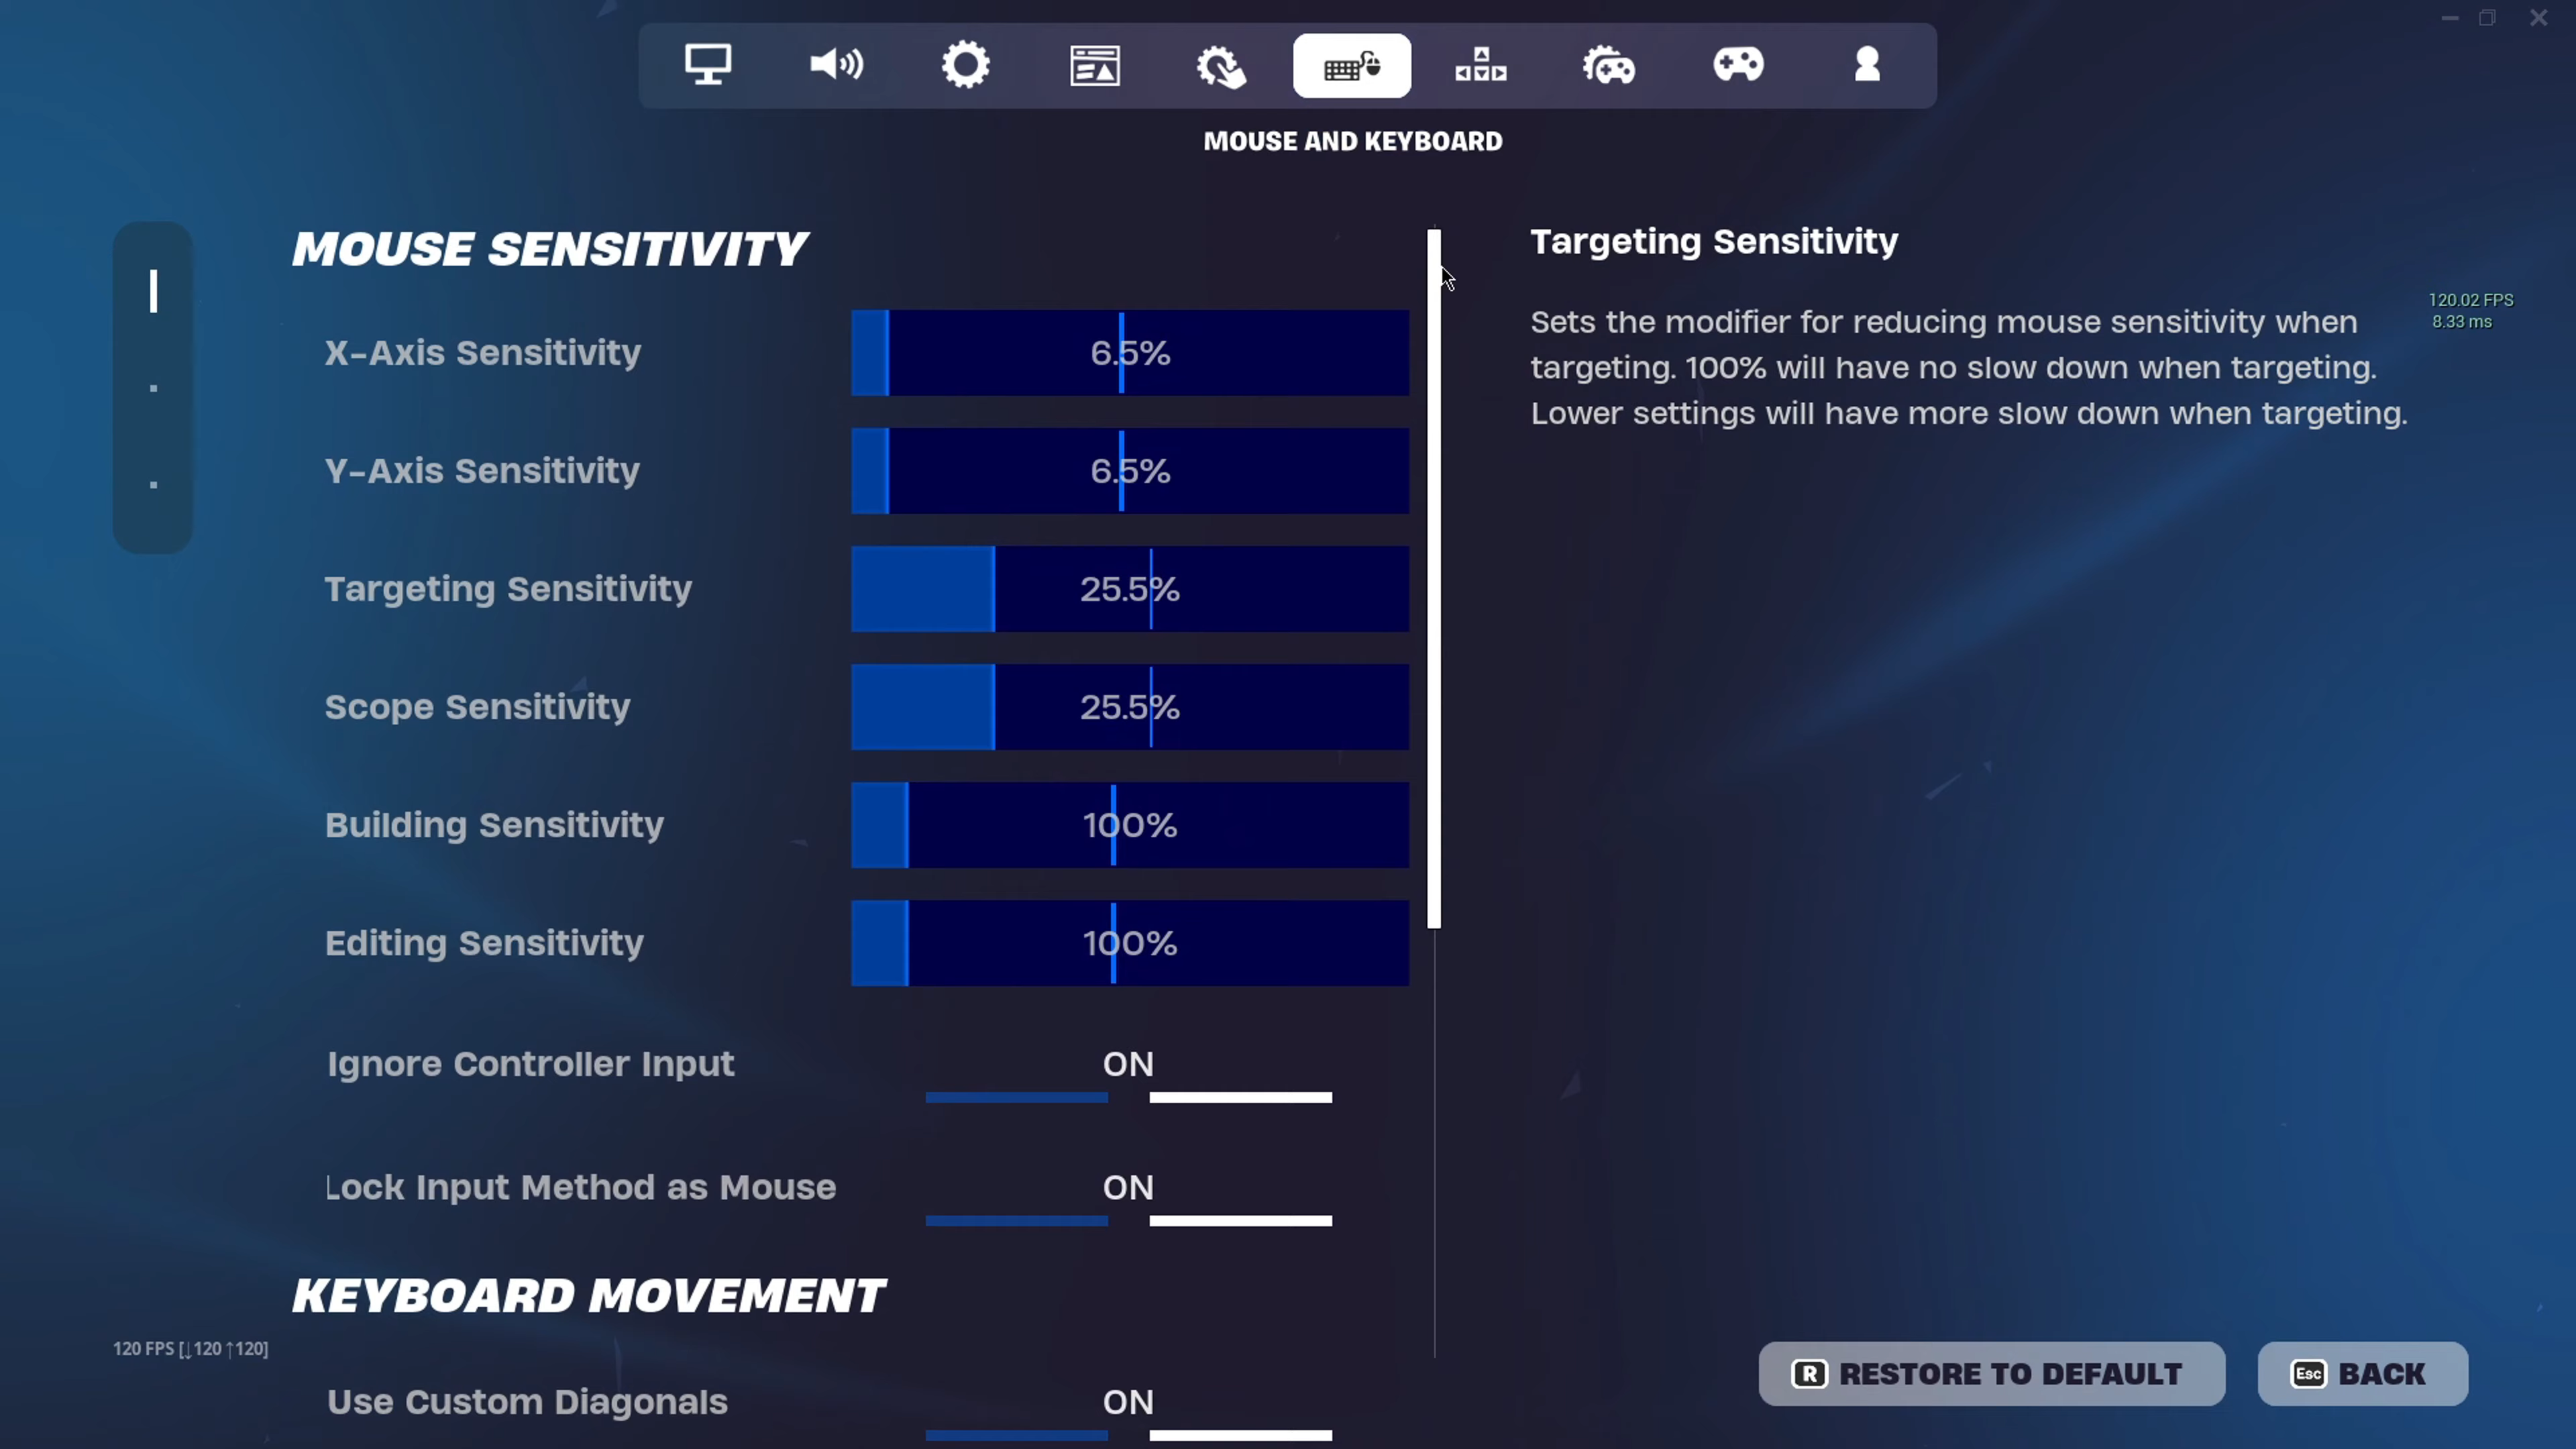 MOUSE AND KEYBOARD
MOUSE SENSITIVITY
X-Axis Sensitivity
6.5%
Y-Axis Sensitivity
6.5%
Targeting Sensitivity
25.5%
Scope Sensitivity
25.5%
Building Sensitivity
100%
Editing Sensitivity
100%
Ignore Controller Input
ON
Lock Input Method as Mouse
ON
KEYBOARD MOVEMENT
Use Custom Diagonals
ON
Targeting Sensitivity
Sets the modifier for reducing mouse sensitivity when
targeting. 100% will have no slow down when targeting.
Lower settings will have more slow down when targeting.
120.02 FPS
8.33 ms
120 FPS [↓120 ↑120]
R RESTORE TO DEFAULT
Esc BACK